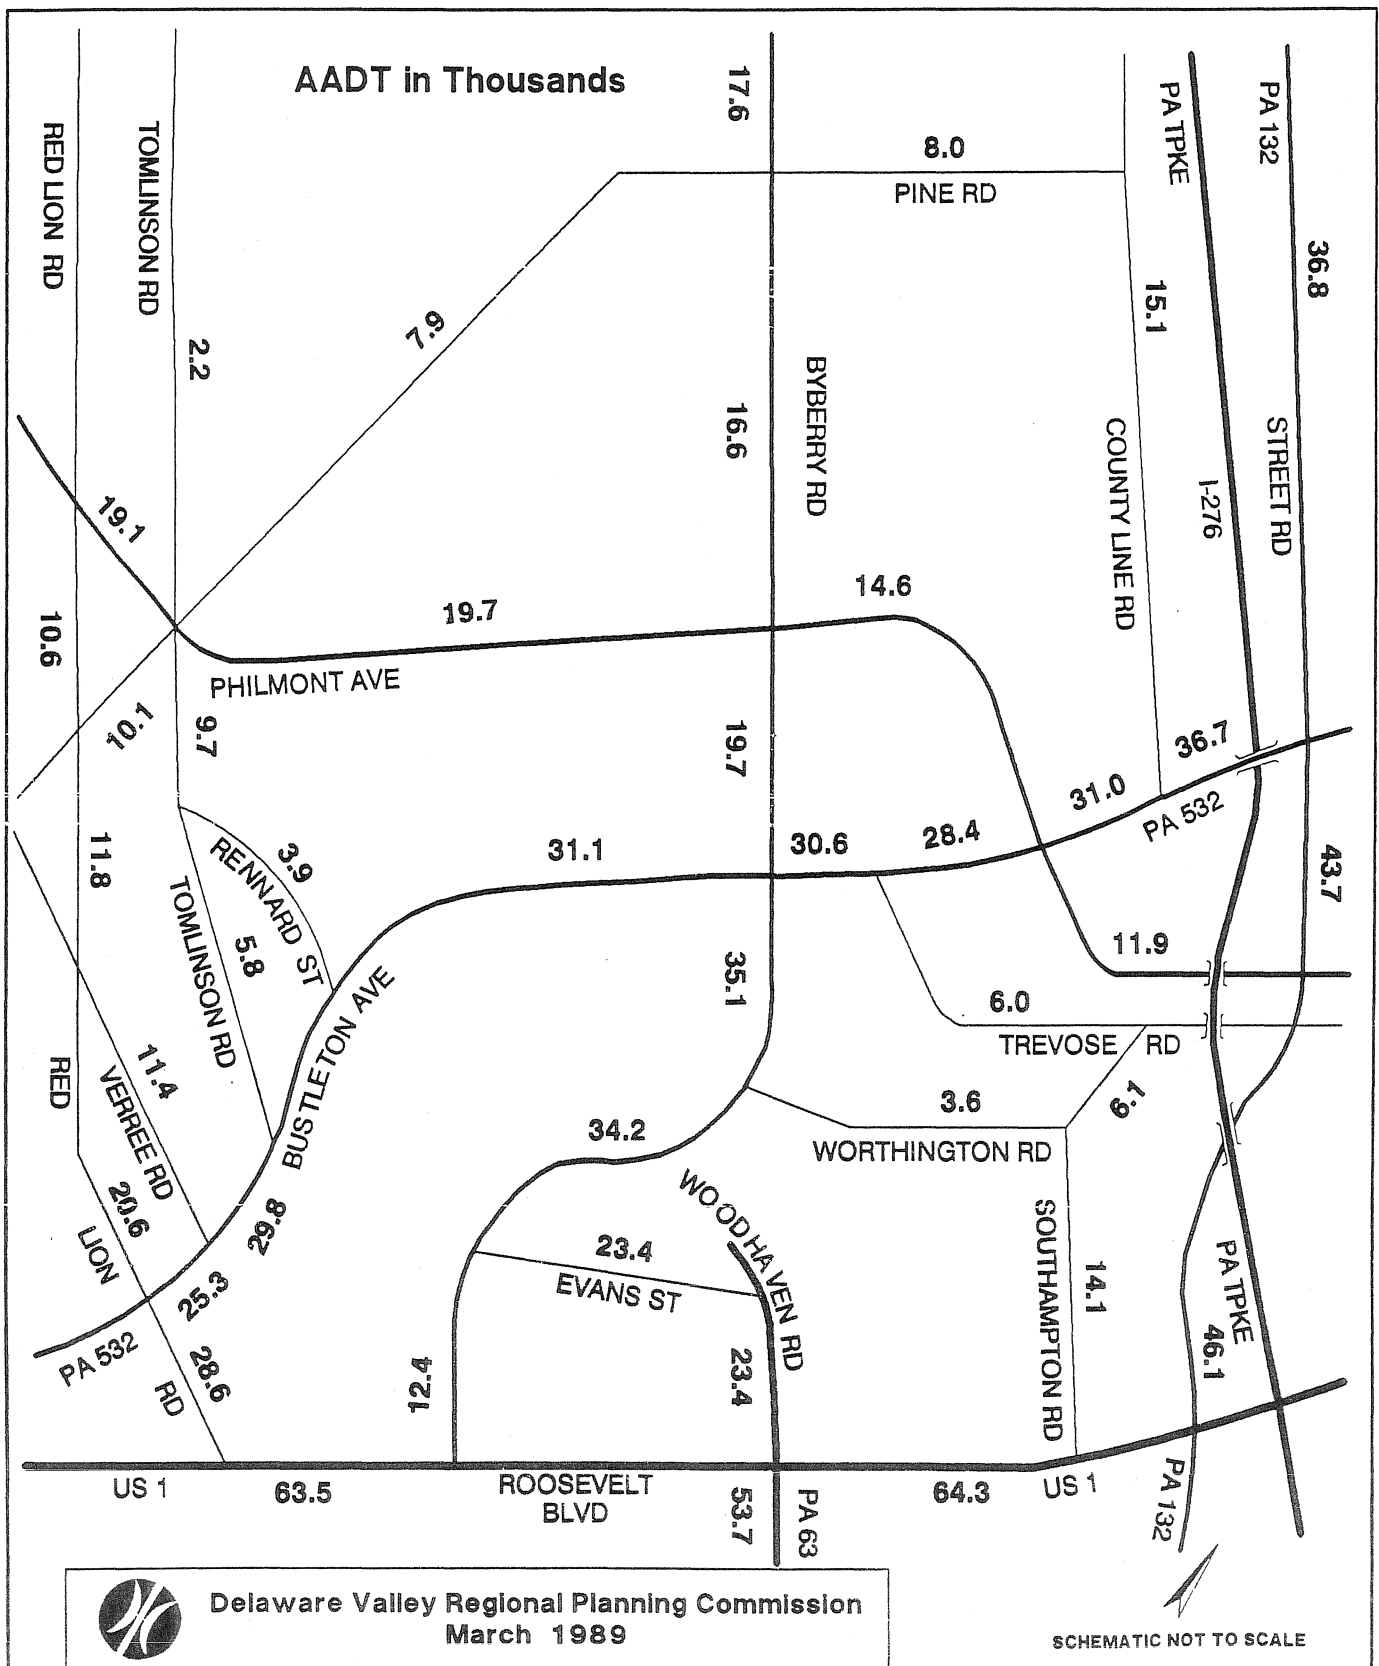 AADT in Thousands
17.6
8.0
PINE RD
PA TPKE
PA 132
RED LION RD
TOMLINSON RD
2.2
7.9
16.6
BYBERRY RD
15.1
COUNTY LINE RD
I-276
STREET RD
36.8
19.1
10.6
19.7
PHILMONT AVE
14.6
10.1
9.7
19.7
36.7
31.0
PA 532
11.8
3.9
RENNARD ST
TOMLINSON RD
5.8
31.1
30.6
28.4
43.7
BUSTLETON AVE
35.1
11.9
6.0
TREVOSE RD
RED
11.4
VERREE RD
34.2
3.6
6.1
WORTHINGTON RD
20.6
LION
29.8
WOODHAVEN RD
23.4
EVANS ST
SOUTHAMPTON RD
14.1
PA TPKE
46.1
25.3
PA 532
28.6
RD
12.4
23.4
US 1
63.5
ROOSEVELT
BLVD
53.7
PA 63
64.3
US 1
PA 132
Delaware Valley Regional Planning Commission
March 1989
SCHEMATIC NOT TO SCALE